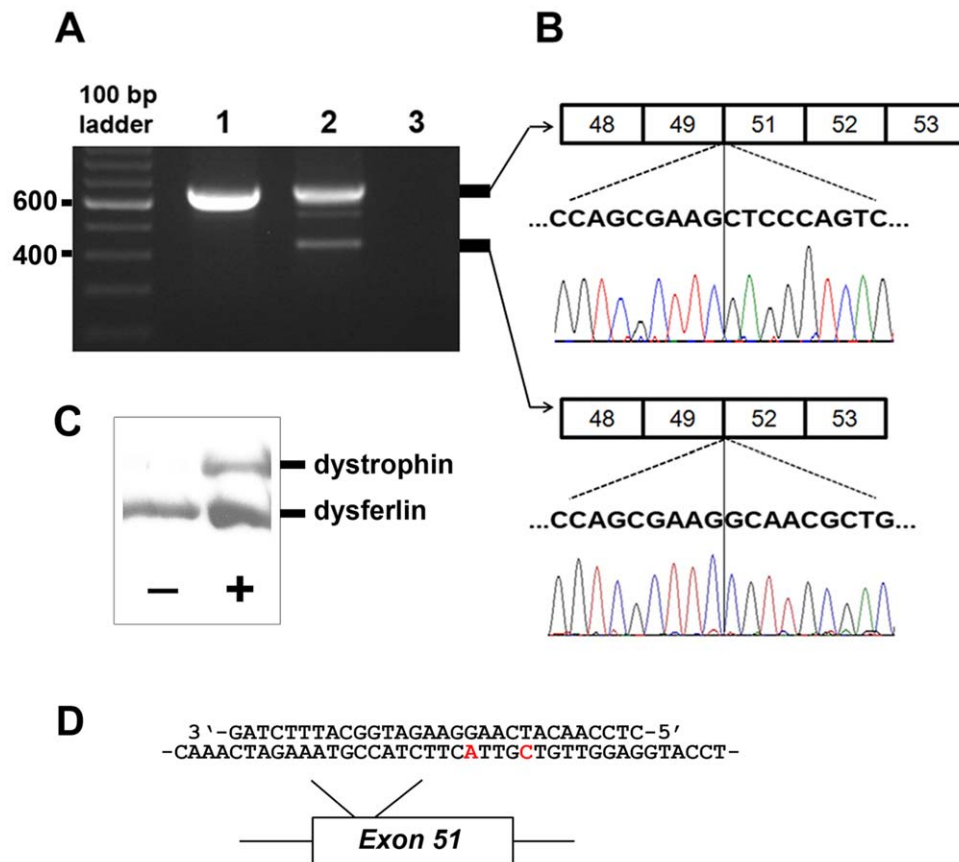 A
B
100 bp
ladder
1 2 3
600
400
48 49 51 52 53
...CCAGCGAAGCTCCCAGTC...
48 49 52 53
...CCAGCGAAGGCAACGCTG...
C
dystrophin
dysferlin
− +
D
3‵-GATCTTTACGGTAGAAGGAACTACAACCTC-5′
-CAAACTAGAAATGCCATCTTCATTGCTGTTGGAGGTACCT-
Exon 51